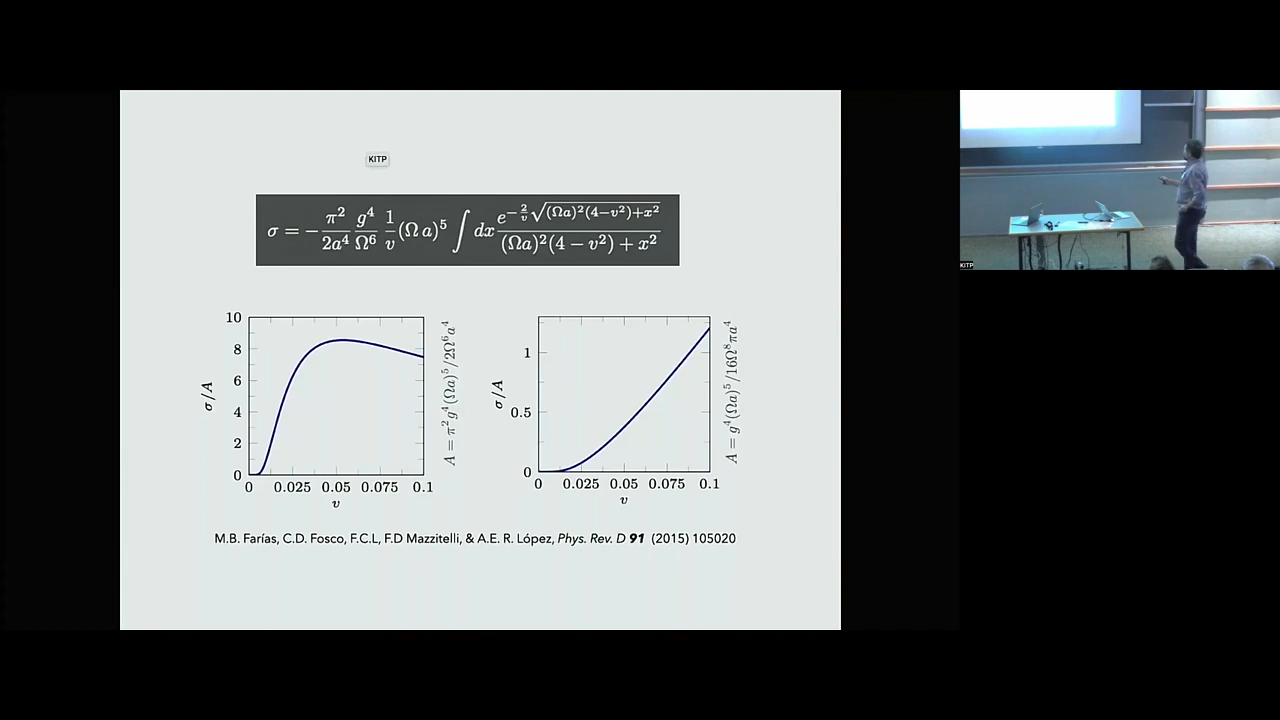 KITP
σ = −π²/2a⁴ g⁴/Ω⁶ 1/v (Ω a)⁵ ∫ dx e^{−2/v √((Ωa)²(4−v²)+x²)} / (Ωa)²(4 − v²) + x²
10
8
6
4
2
0
σ/A
0 0.025 0.05 0.075 0.1
v
A = π²g⁴(Ωa)⁵/2Ω⁶a⁴
1
0.5
0
σ/A
0 0.025 0.05 0.075 0.1
v
A = g⁴(Ωa)⁵/16Ω⁸πa⁴
M.B. Farías, C.D. Fosco, F.C.L, F.D Mazzitelli, & A.E. R. López, Phys. Rev. D 91 (2015) 105020
KITP